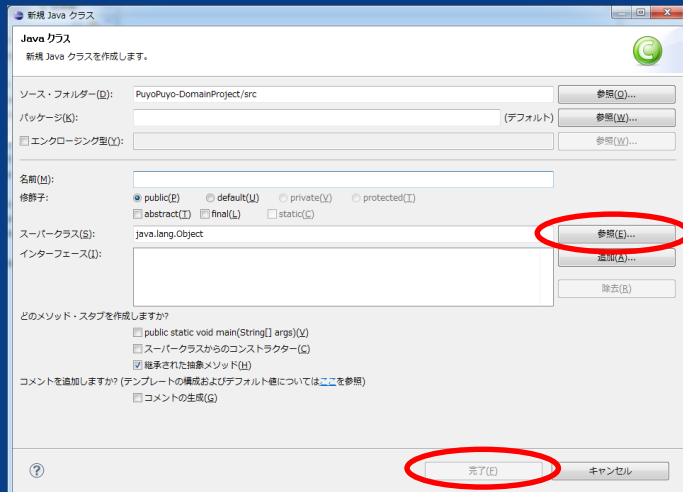 新規 Java クラス
Java クラス
新規 Java クラスを作成します。
C
ソース・フォルダー(D): PuyoPuyo-DomainProject/src 参照(O)...
パッケージ(K): (デフォルト) 参照(W)...
エンクロージング型(Y): 参照(W)...
名前(M):
修飾子: public(P) default(U) private(V) protected(T)
abstract(T) final(L) static(C)
スーパークラス(S): java.lang.Object 参照(E)...
インターフェース(I): 追加(A)...
除去(R)
どのメソッド・スタブを作成しますか?
public static void main(String[] args)(V)
スーパークラスからのコンストラクター(C)
継承された抽象メソッド(H)
コメントを追加しますか? (テンプレートの構成およびデフォルト値についてはここを参照)
コメントの生成(G)
? 完了(F) キャンセル